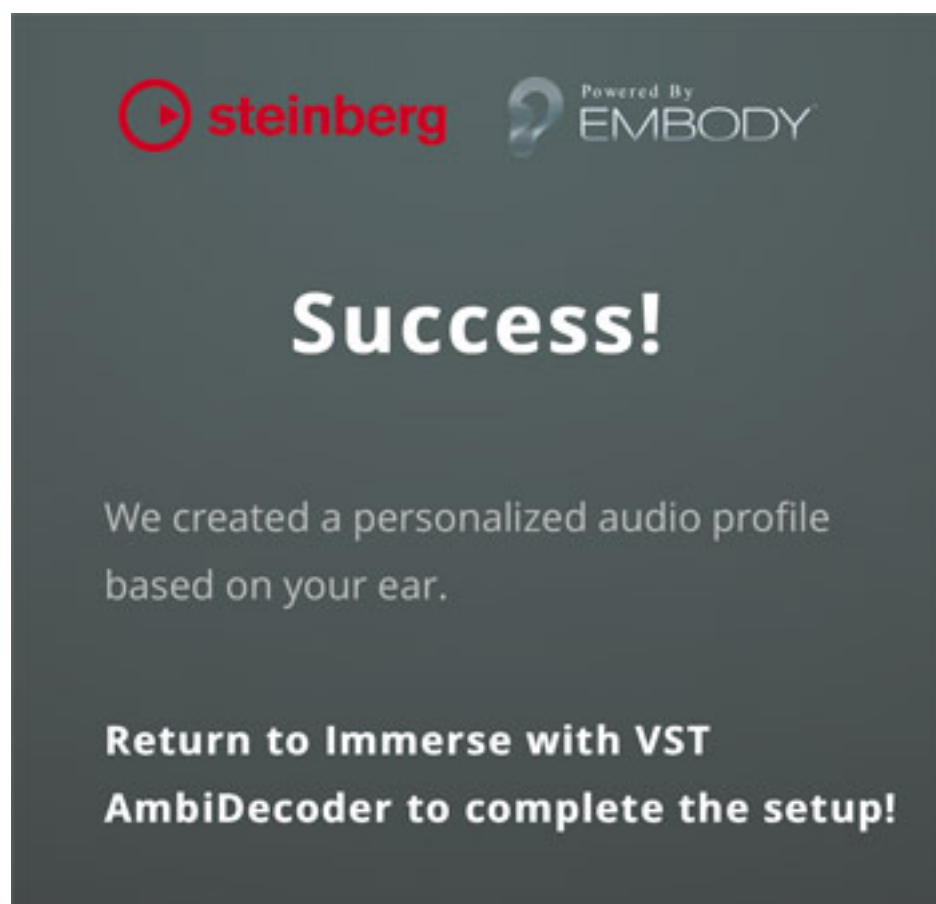 steinberg
Powered By
EMBODY
Success!
We created a personalized audio profile
based on your ear.
Return to Immerse with VST
AmbiDecoder to complete the setup!